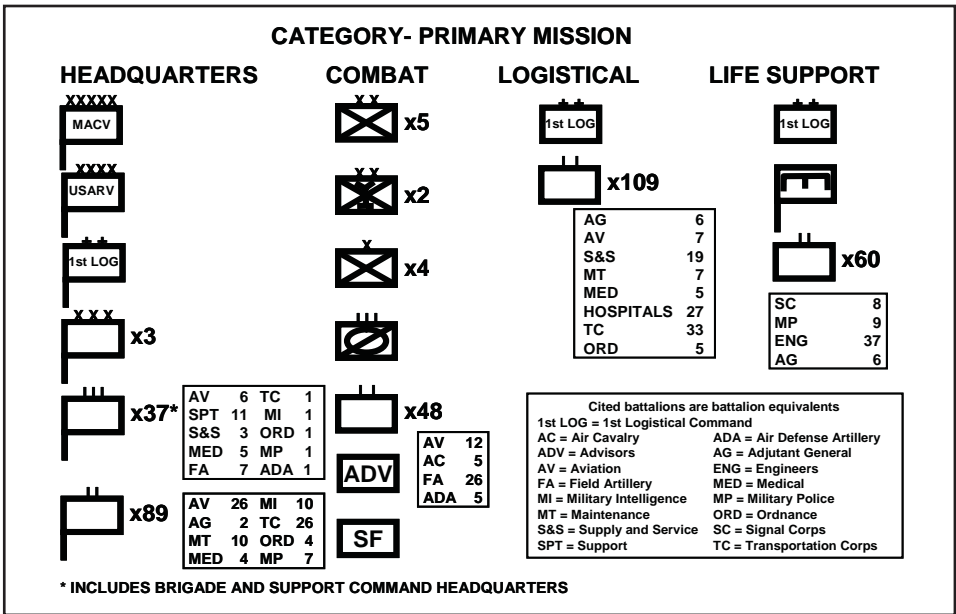 CATEGORY- PRIMARY MISSION
HEADQUARTERS
XXXXX
MACV
XXXX
USARV
++
1st LOG
XXX
x3
III
x37*
AV 6 TC 1
SPT 11 MI 1
S&S 3 ORD 1
MED 5 MP 1
FA 7 ADA 1
II
x89
AV 26 MI 10
AG 2 TC 26
MT 10 ORD 4
MED 4 MP 7
COMBAT
XX
x5
XX
x2
X
x4
III
II
x48
AV 12
AC 5
FA 26
ADA 5
ADV
SF
LOGISTICAL
++
1st LOG
II
x109
AG 6
AV 7
S&S 19
MT 7
MED 5
HOSPITALS 27
TC 33
ORD 5
LIFE SUPPORT
++
1st LOG
II
x60
SC 8
MP 9
ENG 37
AG 6
Cited battalions are battalion equivalents
1st LOG = 1st Logistical Command
AC = Air Cavalry ADA = Air Defense Artillery
ADV = Advisors AG = Adjutant General
AV = Aviation ENG = Engineers
FA = Field Artillery MED = Medical
MI = Military Intelligence MP = Military Police
MT = Maintenance ORD = Ordnance
S&S = Supply and Service SC = Signal Corps
SPT = Support TC = Transportation Corps
* INCLUDES BRIGADE AND SUPPORT COMMAND HEADQUARTERS